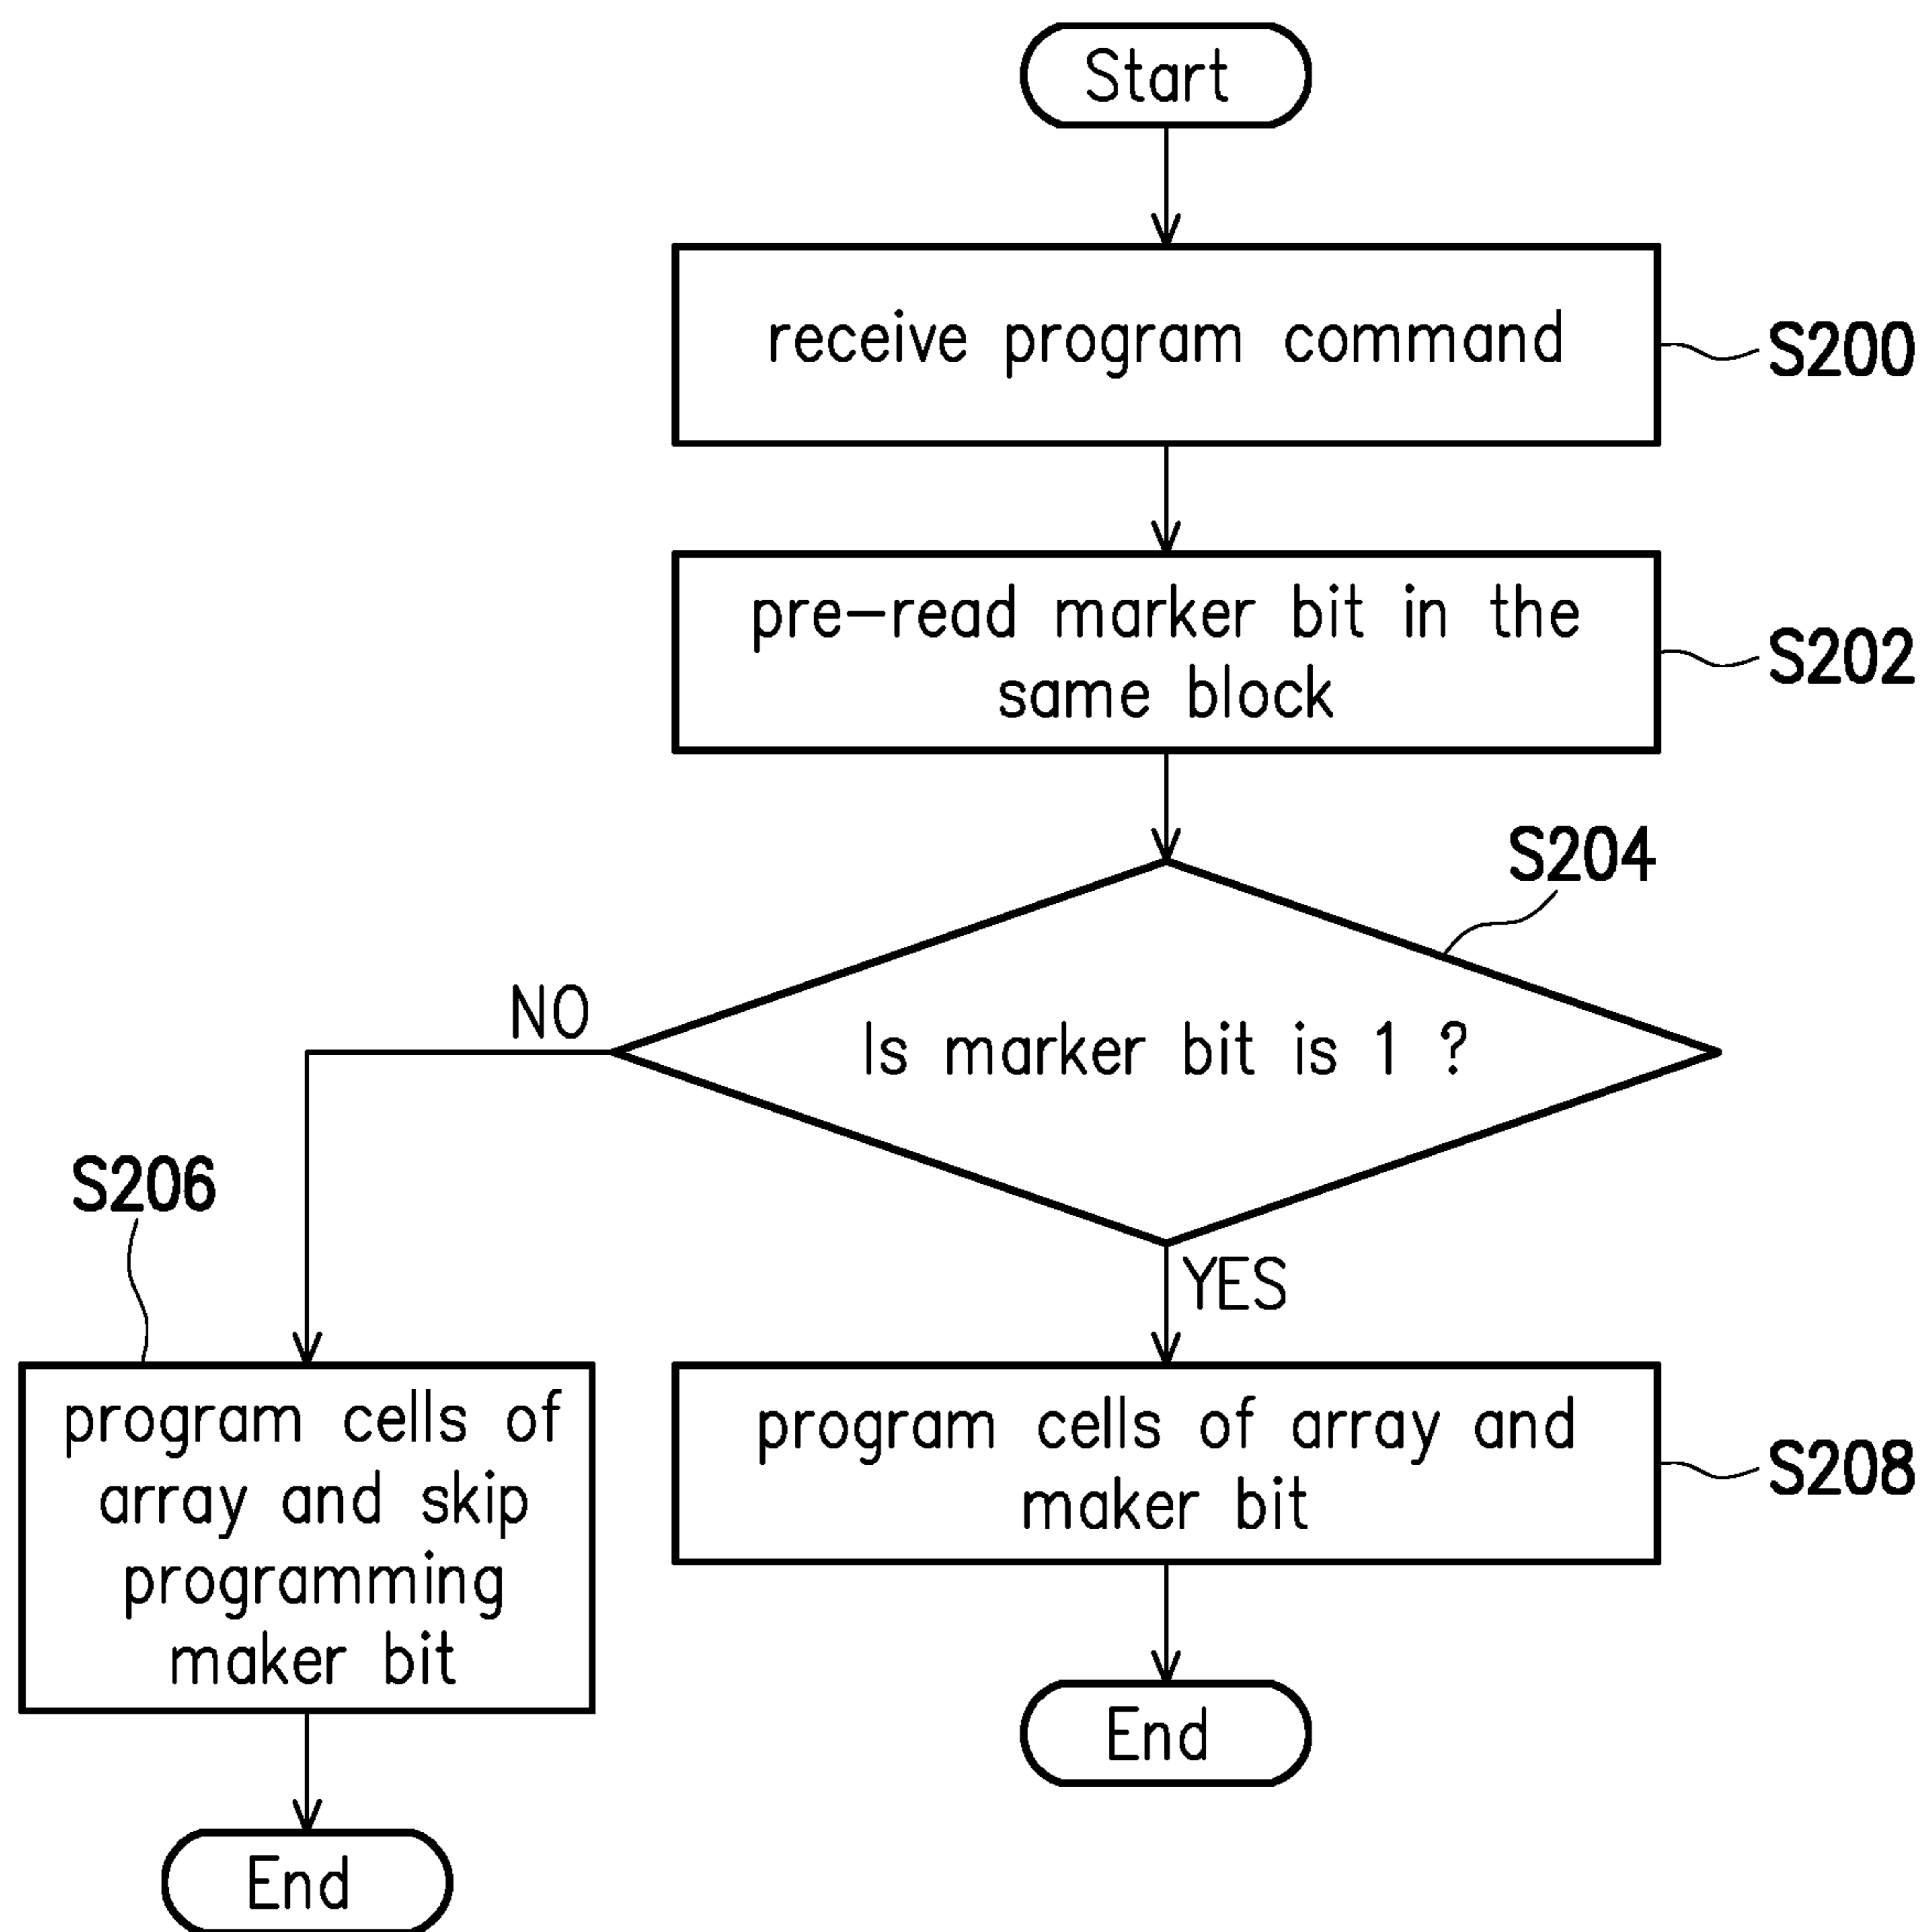 Start
receive program command
S200
pre-read marker bit in the
same block
S202
S204
Is marker bit is 1 ?
NO
YES
S206
program cells of
array and skip
programming
maker bit
program cells of array and
maker bit
S208
End
End